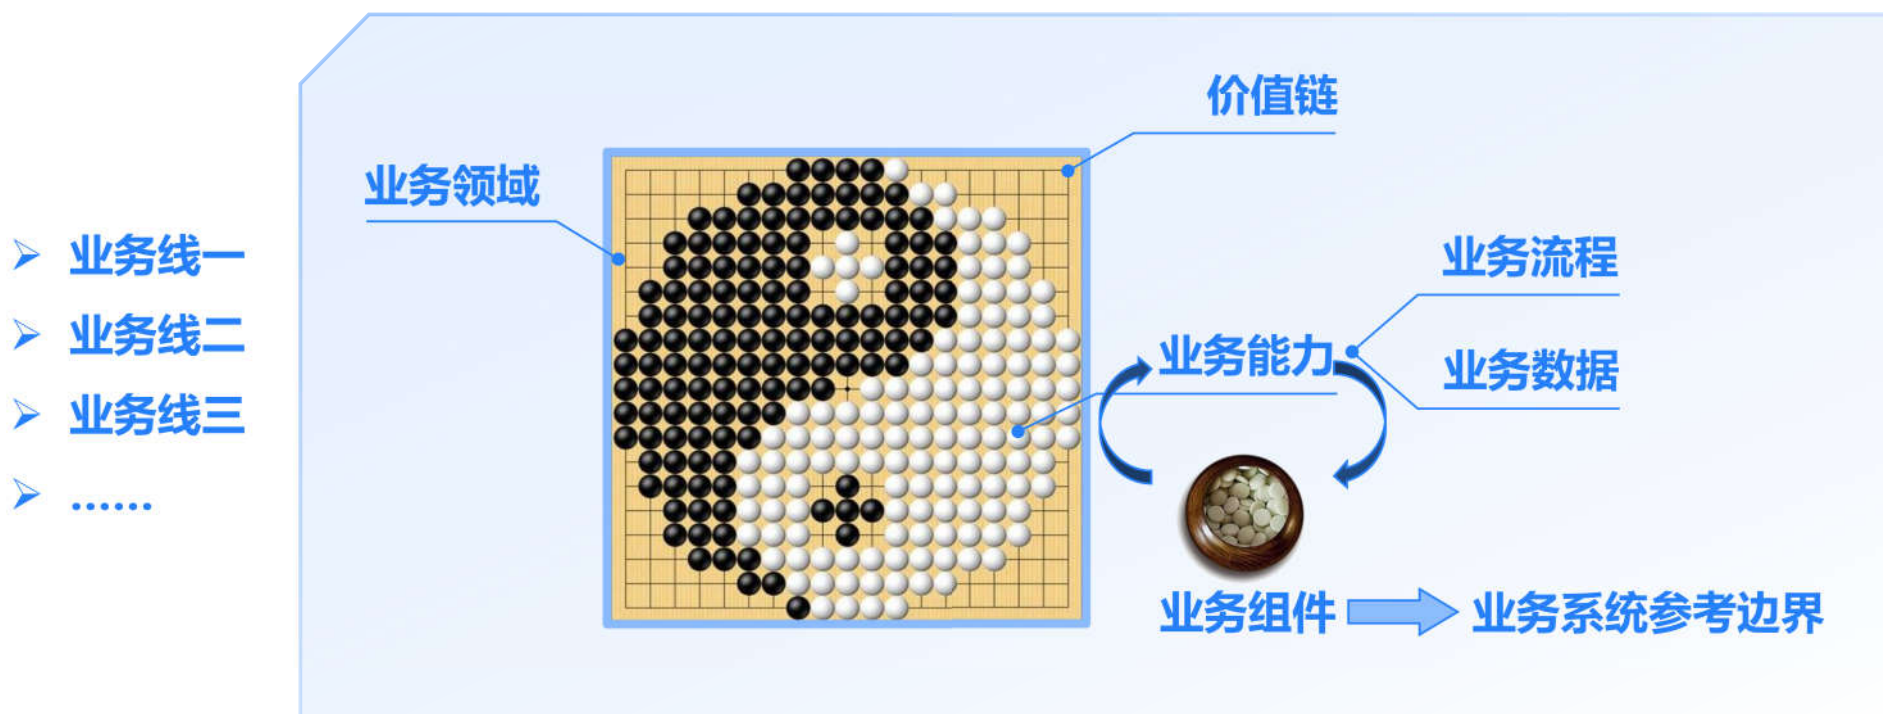 价值链
业务领域
业务线一
业务流程
业务线二
业务能力
业务数据
业务线三
......
业务组件
业务系统参考边界